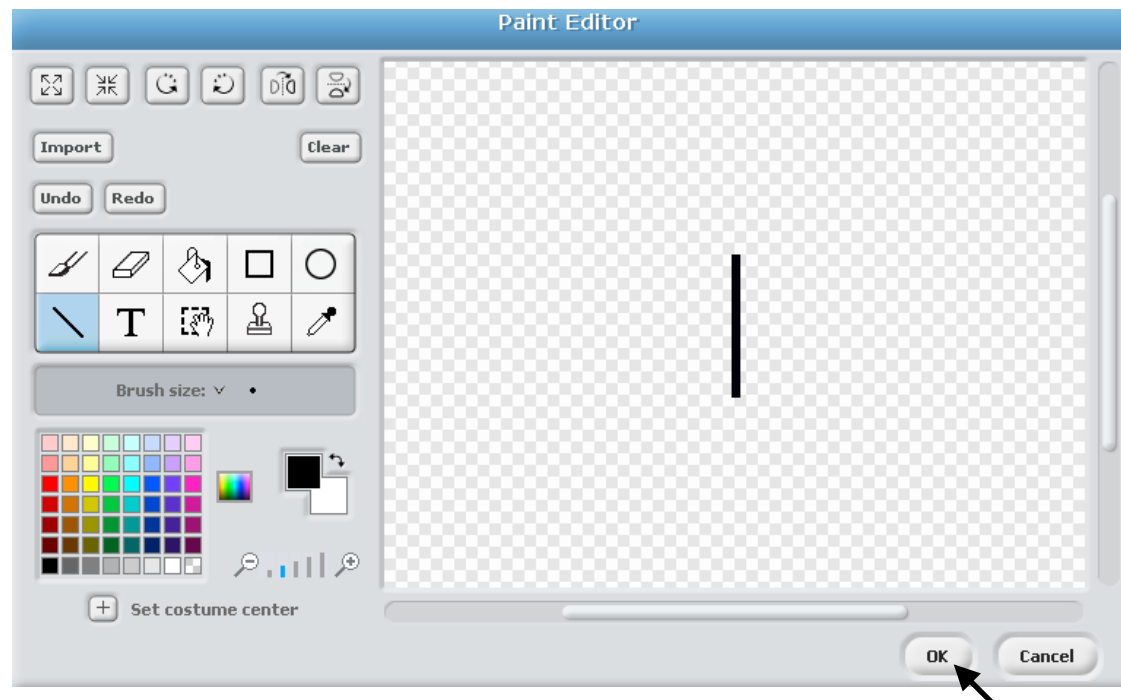 Paint Editor
Import
Clear
Undo
Redo
T
Brush size:
Set costume center
OK
Cancel